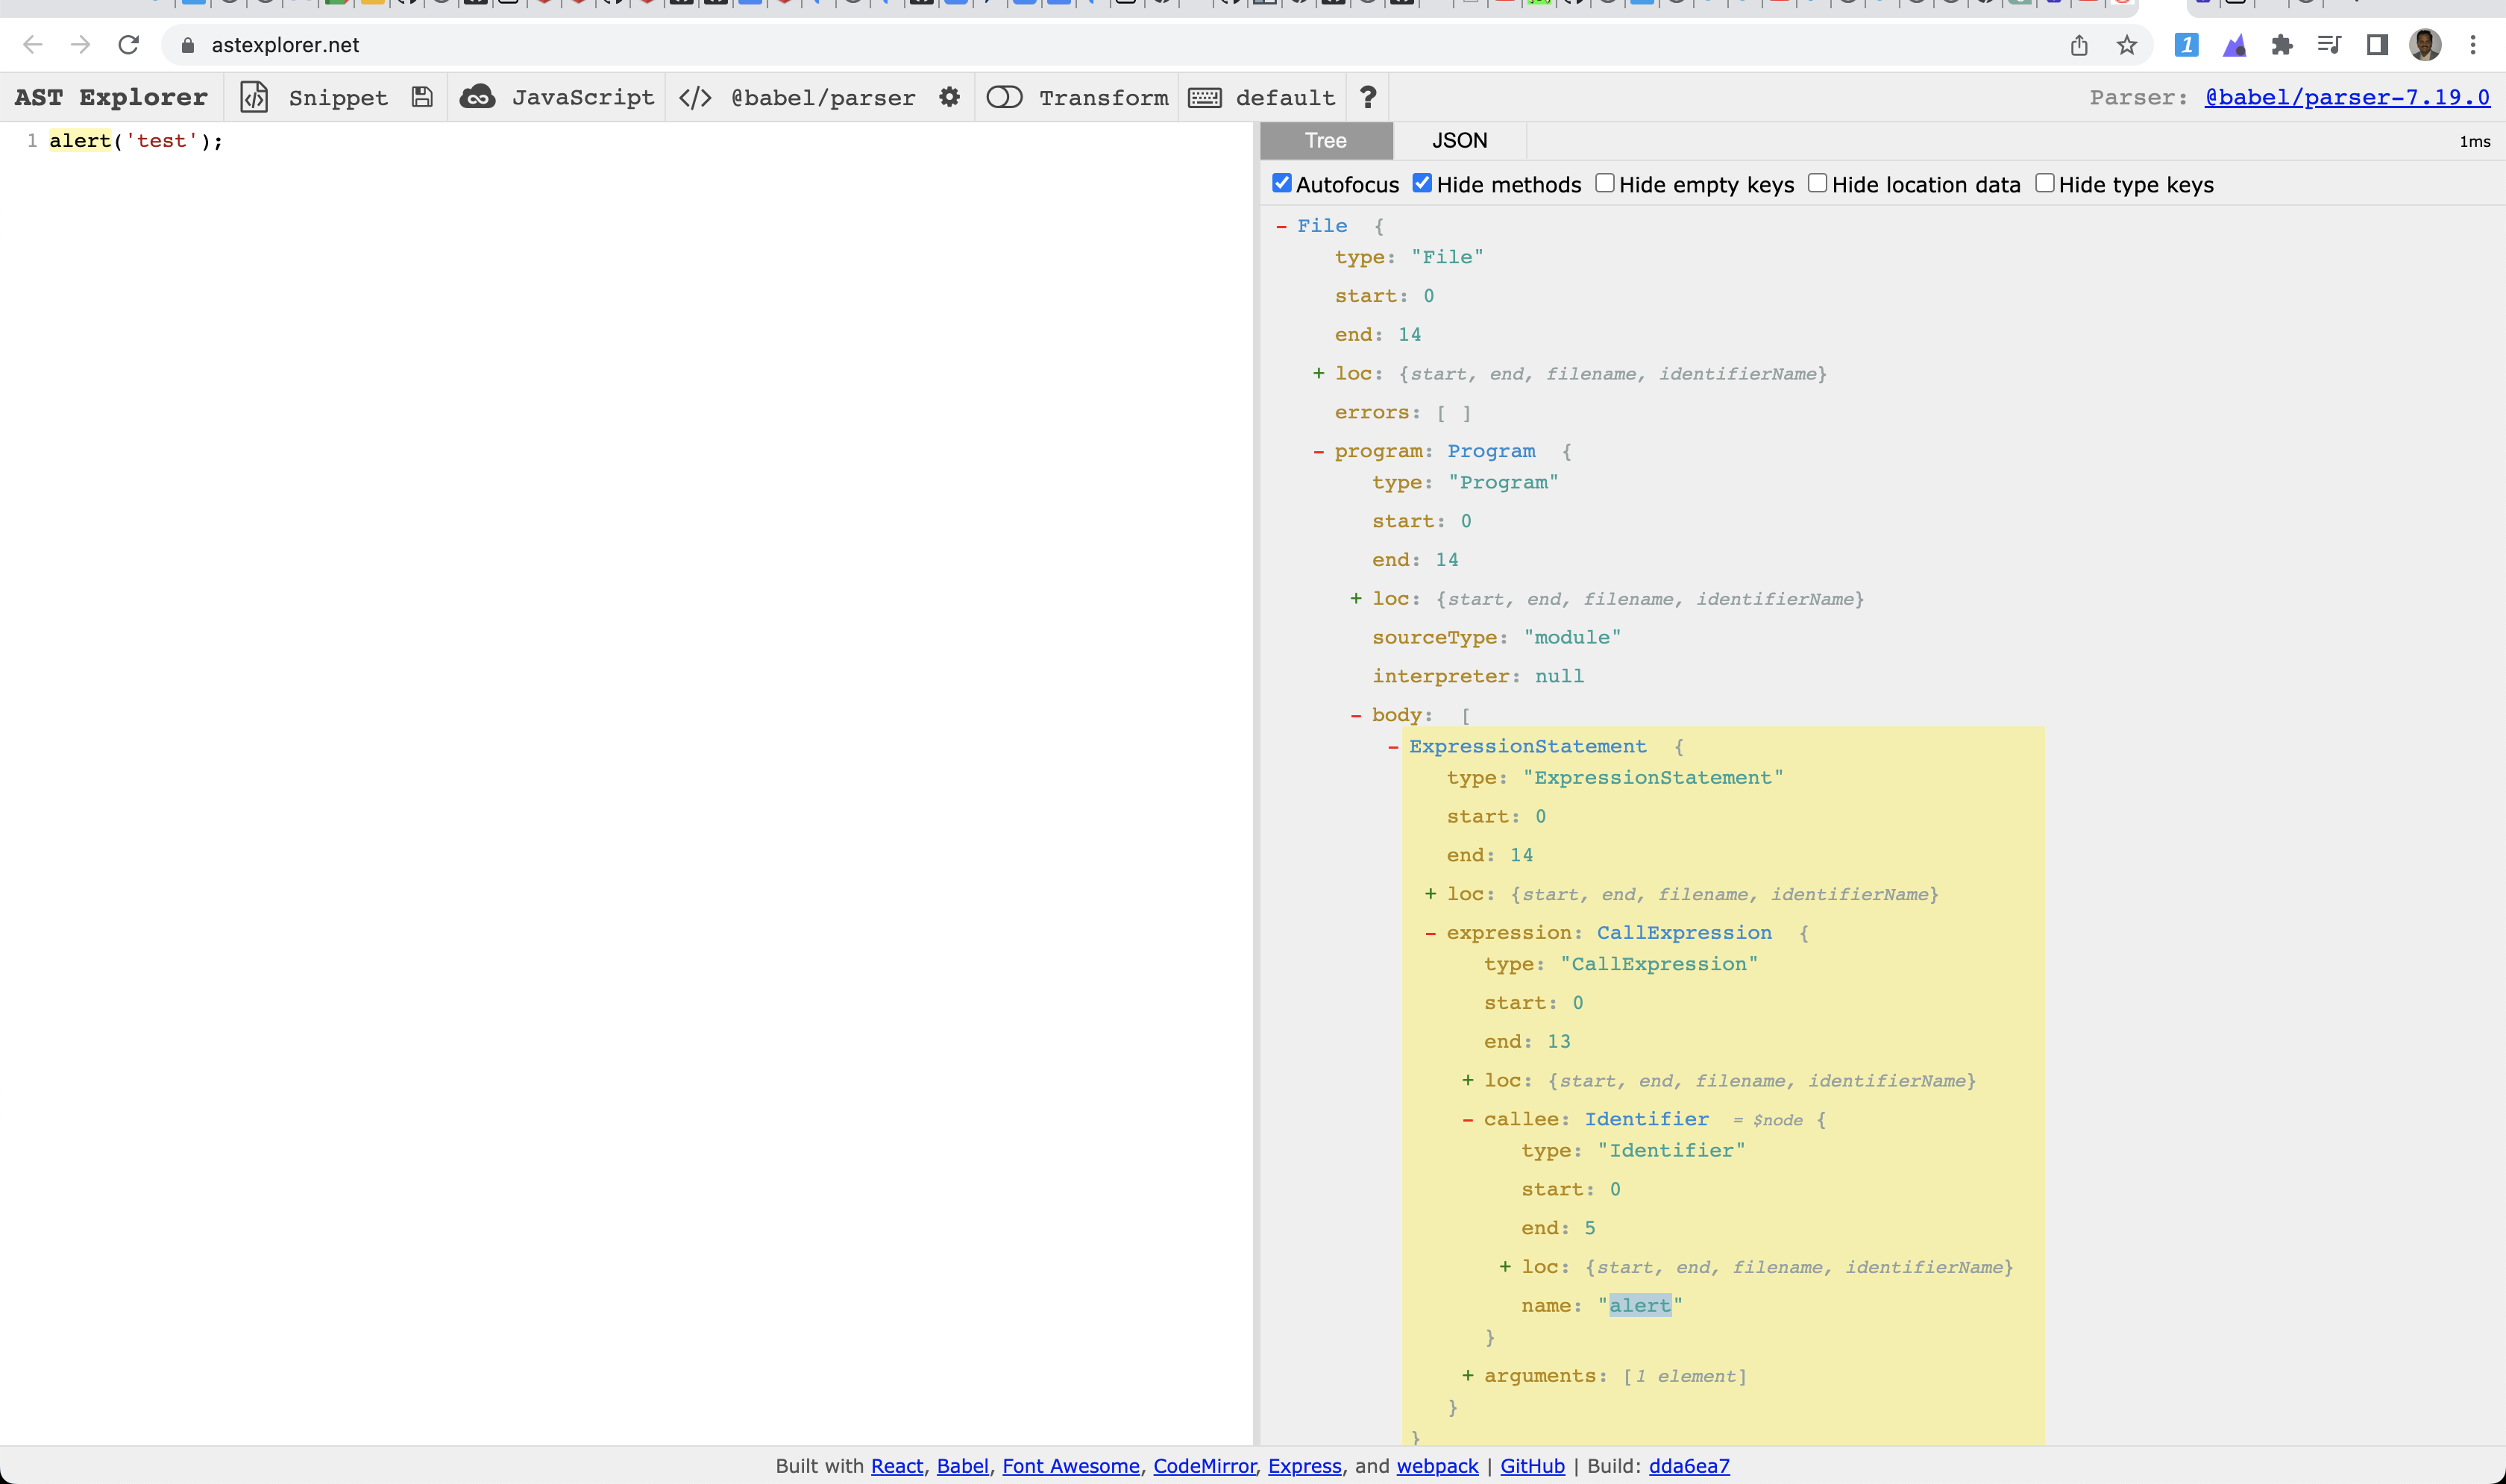 astexplorer.net
AST Explorer Snippet JavaScript </> @babel/parser Transform default ? Parser: @babel/parser-7.19.0
1 alert('test');
Tree JSON 1ms
Autofocus Hide methods Hide empty keys Hide location data Hide type keys
- File {
type: "File"
start: 0
end: 14
+ loc: {start, end, filename, identifierName}
errors: [ ]
- program: Program {
type: "Program"
start: 0
end: 14
+ loc: {start, end, filename, identifierName}
sourceType: "module"
interpreter: null
- body: [
- ExpressionStatement {
type: "ExpressionStatement"
start: 0
end: 14
+ loc: {start, end, filename, identifierName}
- expression: CallExpression {
type: "CallExpression"
start: 0
end: 13
+ loc: {start, end, filename, identifierName}
- callee: Identifier = $node {
type: "Identifier"
start: 0
end: 5
+ loc: {start, end, filename, identifierName}
name: "alert"
}
+ arguments: [1 element]
}
}
Built with React, Babel, Font Awesome, CodeMirror, Express, and webpack | GitHub | Build: dda6ea7